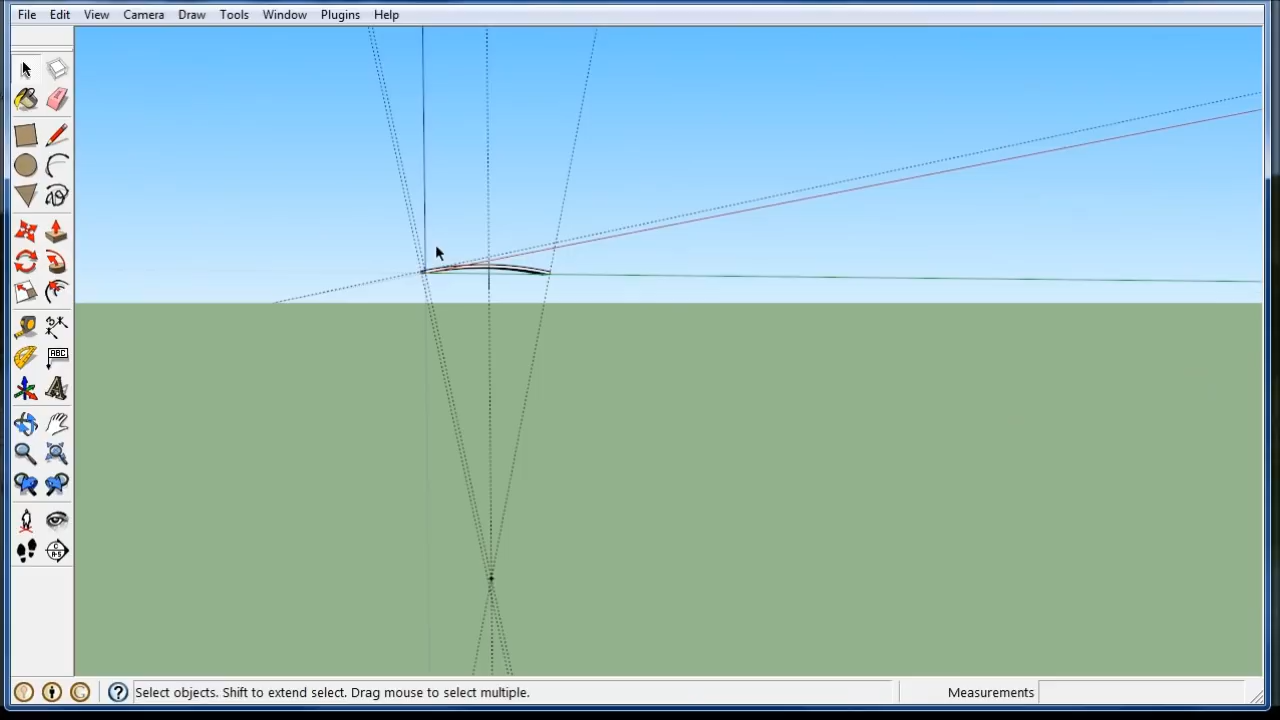 File Edit View Camera Draw Tools Window Plugins Help
ABC
Select objects. Shift to extend select. Drag mouse to select multiple.
Measurements